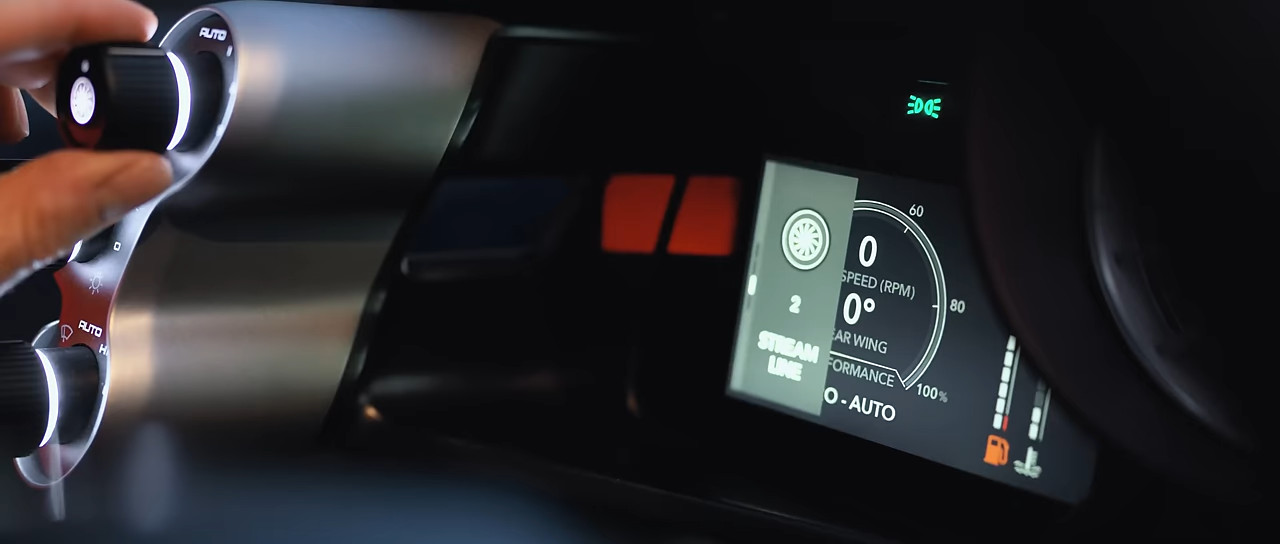 AUTO
AUTO
60
0
SPEED (RPM)
80
0°
2
EAR WING
STREAM
LINE
FORMANCE
100%
O - AUTO